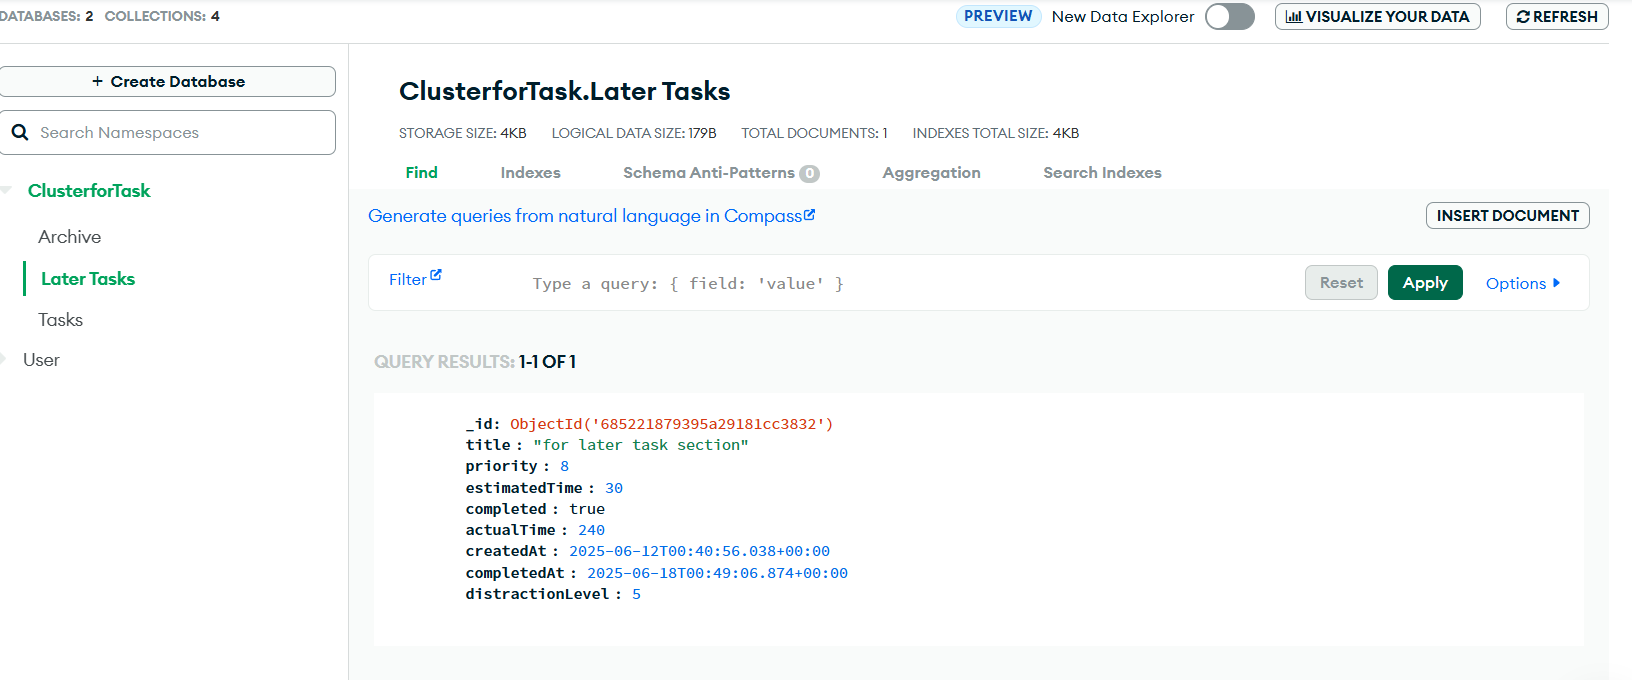 DATABASES: 2 COLLECTIONS: 4
PREVIEW New Data Explorer VISUALIZE YOUR DATA REFRESH
+ Create Database
Search Namespaces
ClusterforTask
Archive
Later Tasks
Tasks
User
ClusterforTask.Later Tasks
STORAGE SIZE: 4KB LOGICAL DATA SIZE: 179B TOTAL DOCUMENTS: 1 INDEXES TOTAL SIZE: 4KB
Find Indexes Schema Anti-Patterns 0 Aggregation Search Indexes
Generate queries from natural language in Compass
INSERT DOCUMENT
Filter Type a query: { field: 'value' } Reset Apply Options
QUERY RESULTS: 1-1 OF 1
_id: ObjectId('685221879395a29181cc3832')
title : "for later task section"
priority : 8
estimatedTime : 30
completed : true
actualTime : 240
createdAt : 2025-06-12T00:40:56.038+00:00
completedAt : 2025-06-18T00:49:06.874+00:00
distractionLevel : 5